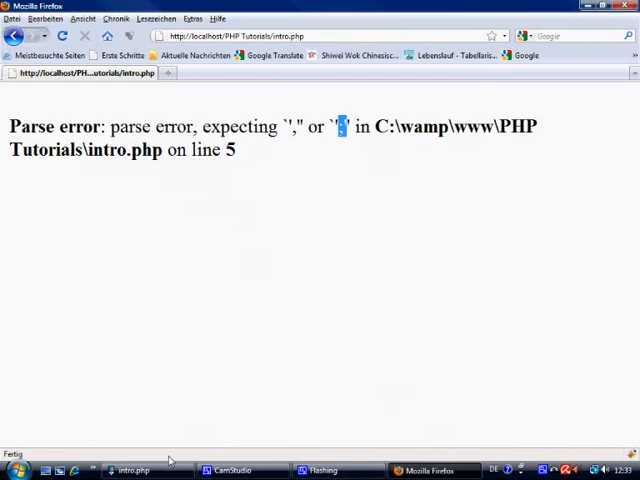 Mozilla Firefox
Datei Bearbeiten Ansicht Chronik Lesezeichen Extras Hilfe
http://localhost/PHP Tutorials/intro.php
Google
Meistbesuchte Seiten Erste Schritte Aktuelle Nachrichten Google Translate Shiwei Wok Chinesisc... Lebenslauf - Tabellaris... Google
http://localhost/PH...utorials/intro.php
Parse error: parse error, expecting `',''  or `';'' in C:\wamp\www\PHP
Tutorials\intro.php on line 5
Fertig
intro.php CamStudio Flashing Mozilla Firefox DE 12:33